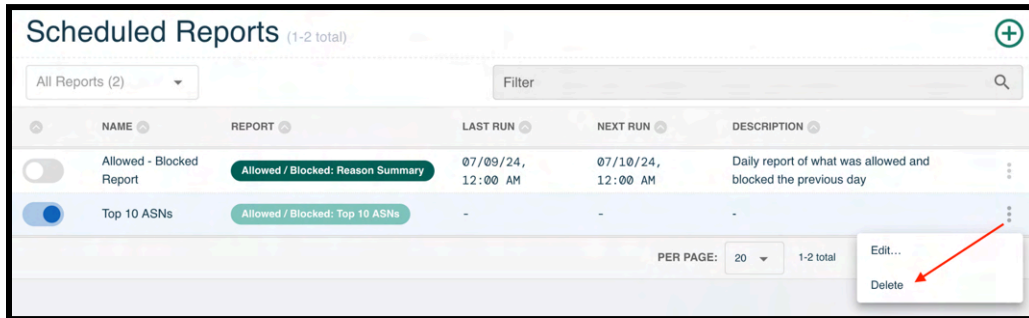 Scheduled Reports (1-2 total)
All Reports (2)
Filter
NAME REPORT LAST RUN NEXT RUN DESCRIPTION
Allowed - Blocked
Report
Allowed / Blocked: Reason Summary
07/09/24,
12:00 AM
07/10/24,
12:00 AM
Daily report of what was allowed and
blocked the previous day
Top 10 ASNs Allowed / Blocked: Top 10 ASNs - - -
PER PAGE: 20 1-2 total
Edit...
Delete